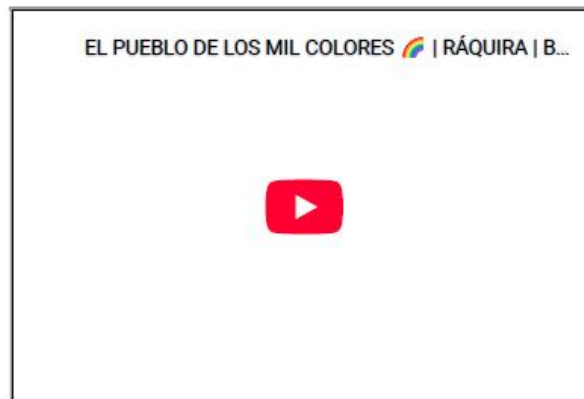 EL PUEBLO DE LOS MIL COLORES 🌈 | RÁQUIRA | B...